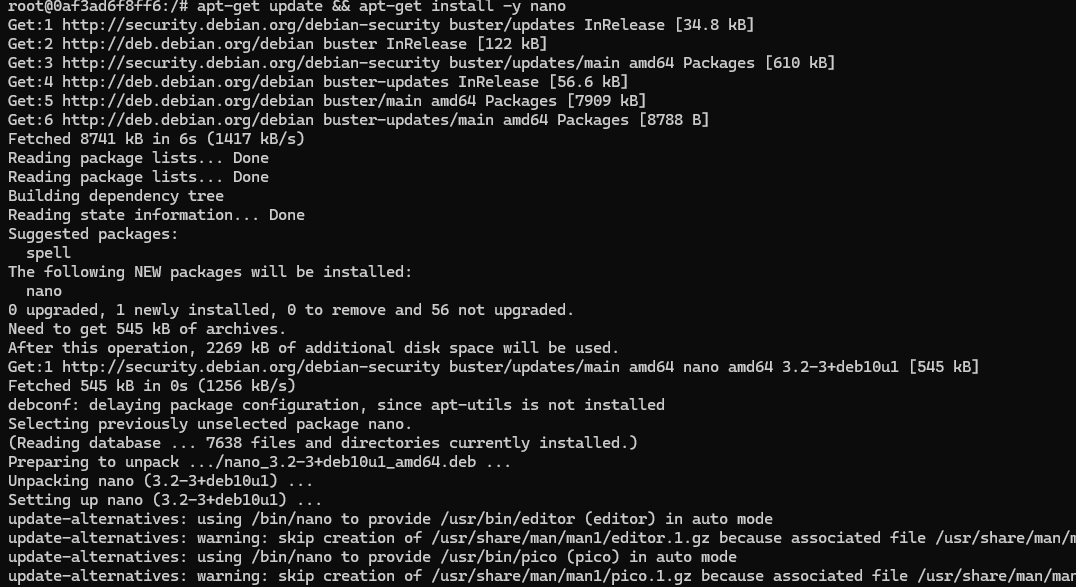 root@0af3ad6f8ff6:/# apt-get update && apt-get install -y nano
Get:1 http://security.debian.org/debian-security buster/updates InRelease [34.8 kB]
Get:2 http://deb.debian.org/debian buster InRelease [122 kB]
Get:3 http://security.debian.org/debian-security buster/updates/main amd64 Packages [610 kB]
Get:4 http://deb.debian.org/debian buster-updates InRelease [56.6 kB]
Get:5 http://deb.debian.org/debian buster/main amd64 Packages [7909 kB]
Get:6 http://deb.debian.org/debian buster-updates/main amd64 Packages [8788 B]
Fetched 8741 kB in 6s (1417 kB/s)
Reading package lists... Done
Reading package lists... Done
Building dependency tree
Reading state information... Done
Suggested packages:
  spell
The following NEW packages will be installed:
  nano
0 upgraded, 1 newly installed, 0 to remove and 56 not upgraded.
Need to get 545 kB of archives.
After this operation, 2269 kB of additional disk space will be used.
Get:1 http://security.debian.org/debian-security buster/updates/main amd64 nano amd64 3.2-3+deb10u1 [545 kB]
Fetched 545 kB in 0s (1256 kB/s)
debconf: delaying package configuration, since apt-utils is not installed
Selecting previously unselected package nano.
(Reading database ... 7638 files and directories currently installed.)
Preparing to unpack .../nano_3.2-3+deb10u1_amd64.deb ...
Unpacking nano (3.2-3+deb10u1) ...
Setting up nano (3.2-3+deb10u1) ...
update-alternatives: using /bin/nano to provide /usr/bin/editor (editor) in auto mode
update-alternatives: warning: skip creation of /usr/share/man/man1/editor.1.gz because associated file /usr/share/man/m
update-alternatives: using /bin/nano to provide /usr/bin/pico (pico) in auto mode
update-alternatives: warning: skip creation of /usr/share/man/man1/pico.1.gz because associated file /usr/share/man/man